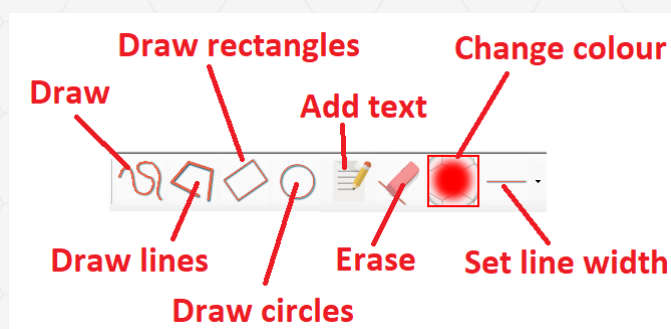 Draw rectangles
Change colour
Draw
Add text
Draw lines
Erase
Set line width
Draw circles